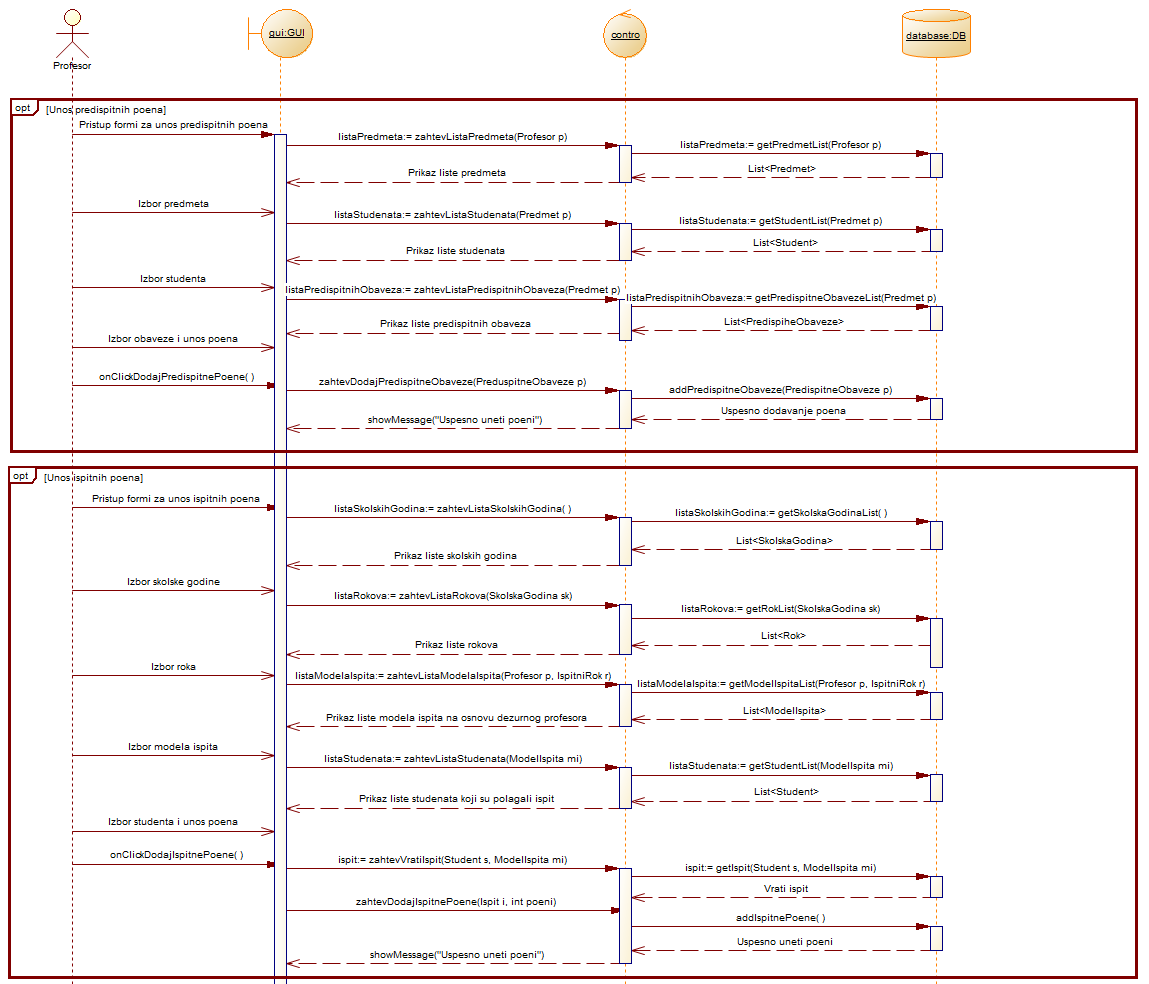 Profesor
gui:GUI
contro
database:DB
opt
[Unos predispitnih poena]
Pristup formi za unos predispitnih poena
listaPredmeta:= zahtevListaPredmeta(Profesor p)
listaPredmeta:= getPredmetList(Profesor p)
List<Predmet>
Prikaz liste predmeta
Izbor predmeta
listaStudenata:= zahtevListaStudenata(Predmet p)
listaStudenata:= getStudentList(Predmet p)
List<Student>
Prikaz liste studenata
Izbor studenta
listaPredispitnihObaveza:= zahtevListaPredispitnihObaveza(Predmet p)
listaPredispitnihObaveza:= getPredispitneObavezeList(Predmet p)
List<PredispiheObaveze>
Prikaz liste predispitnih obaveza
Izbor obaveze i unos poena
onClickDodajPredispitnePoene( )
zahtevDodajPredispitneObaveze(PreduspitneObaveze p)
addPredispitneObaveze(PredispitneObaveze p)
Uspesno dodavanje poena
showMessage("Uspesno uneti poeni")
opt
[Unos ispitnih poena]
Pristup formi za unos ispitnih poena
listaSkolskihGodina:= zahtevListaSkolskihGodina( )
listaSkolskihGodina:= getSkolskaGodinaList( )
List<SkolskaGodina>
Prikaz liste skolskih godina
Izbor skolske godine
listaRokova:= zahtevListaRokova(SkolskaGodina sk)
listaRokova:= getRokList(SkolskaGodina sk)
List<Rok>
Prikaz liste rokova
Izbor roka
listaModelaIspita:= zahtevListaModelaIspita(Profesor p, IspitniRok r)
listaModelaIspita:= getModelIspitaList(Profesor p, IspitniRok r)
List<ModelIspita>
Prikaz liste modela ispita na osnovu dezurnog profesora
Izbor modela ispita
listaStudenata:= zahtevListaStudenata(ModelIspita mi)
listaStudenata:= getStudentList(ModelIspita mi)
List<Student>
Prikaz liste studenata koji su polagali ispit
Izbor studenta i unos poena
onClickDodajIspitnePoene( )
ispit:= zahtevVratiIspit(Student s, ModelIspita mi)
ispit:= getIspit(Student s, ModelIspita mi)
Vrati ispit
zahtevDodajIspitnePoene(Ispit i, int poeni)
addIspitnePoene( )
Uspesno uneti poeni
showMessage("Uspesno uneti poeni")